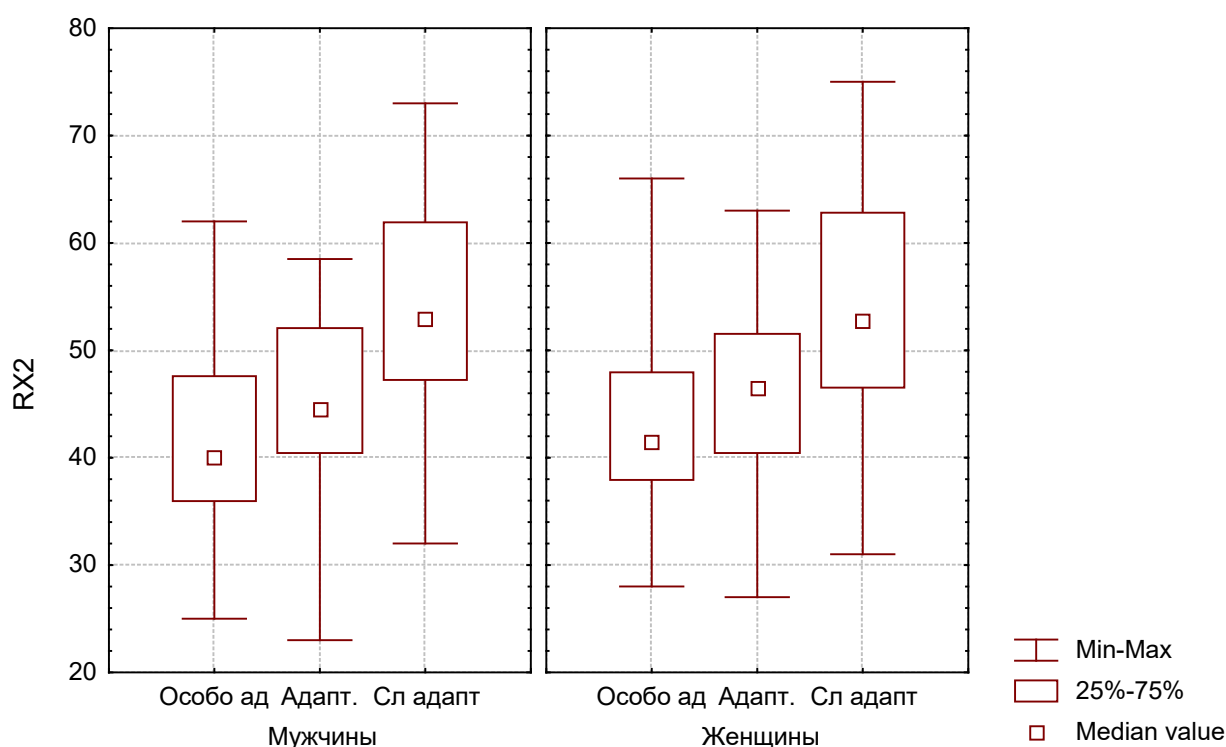 80
70
60
50
40
30
20
RX2
Особо ад Адапт. Сл адапт
Мужчины
Особо ад Адапт. Сл адапт
Женщины
Min-Max
25%-75%
Median value